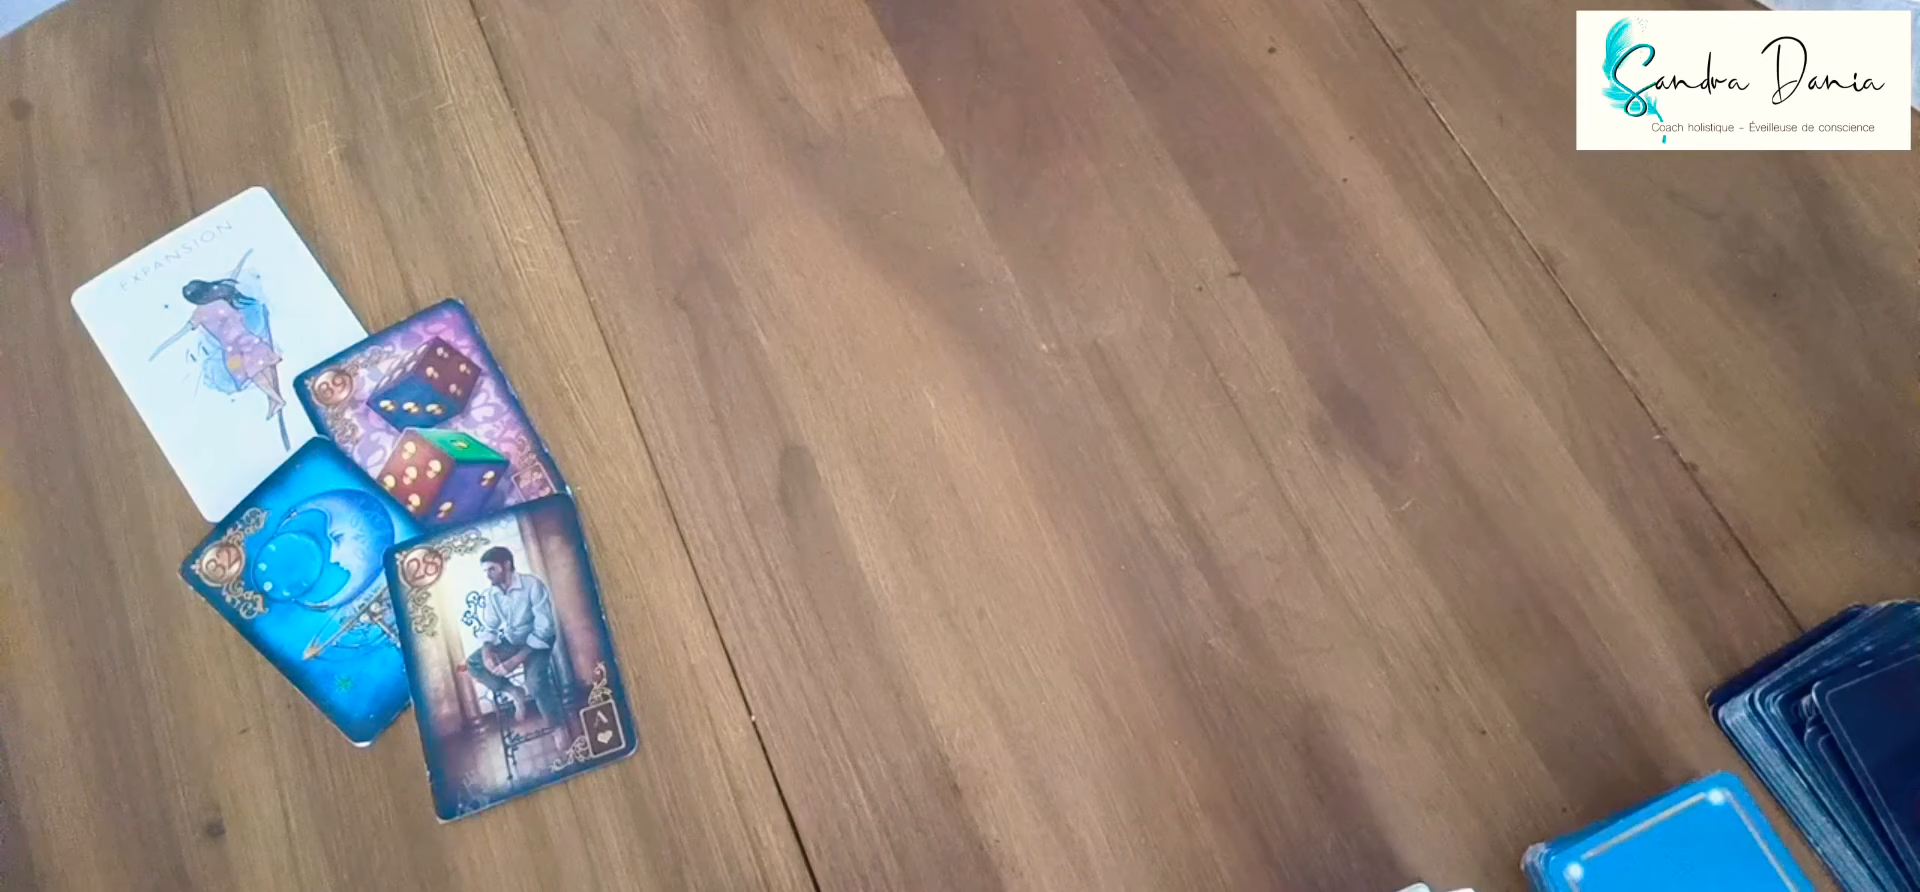 Sandra Dania
Coach holistique - Éveilleuse de conscience
EXPANSION
39
32
28
A